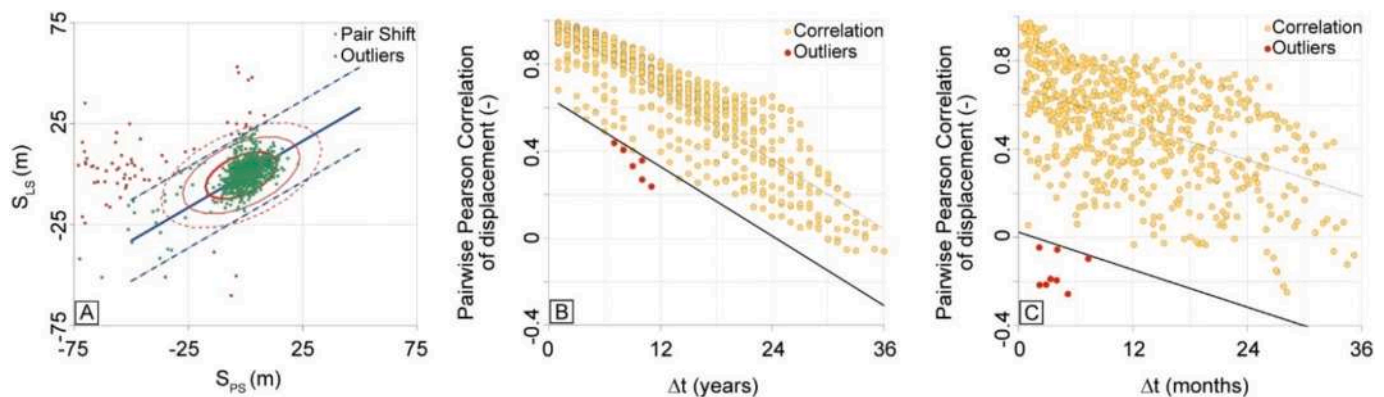 75
25
-25
-75
S_LS (m)
-75
-25
25
75
S_PS (m)
Pair Shift
Outliers
A
Pairwise Pearson Correlation
of displacement (-)
0.8
0.4
0
-0.4
0
12
24
36
Δt (years)
Correlation
Outliers
B
Pairwise Pearson Correlation
of displacement (-)
0.8
0.4
0
-0.4
0
12
24
36
Δt (months)
Correlation
Outliers
C